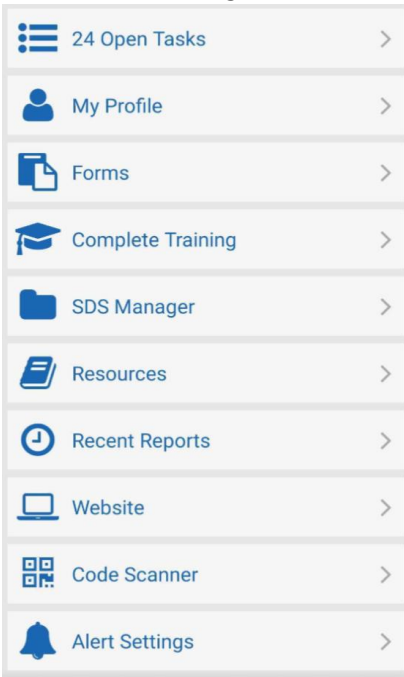 24 Open Tasks
My Profile
Forms
Complete Training
SDS Manager
Resources
Recent Reports
Website
Code Scanner
Alert Settings